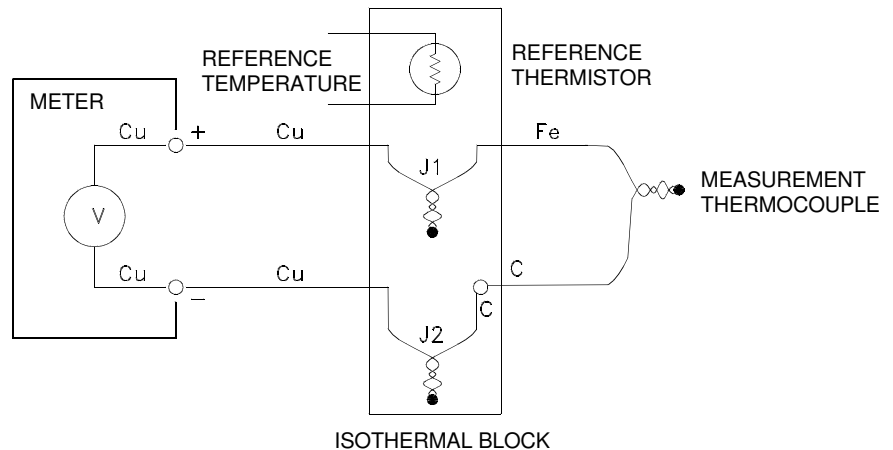 REFERENCE
TEMPERATURE
REFERENCE
THERMISTOR
METER
Cu
+
Cu
Fe
J1
MEASUREMENT
THERMOCOUPLE
V
Cu
−
Cu
C
C
J2
ISOTHERMAL BLOCK